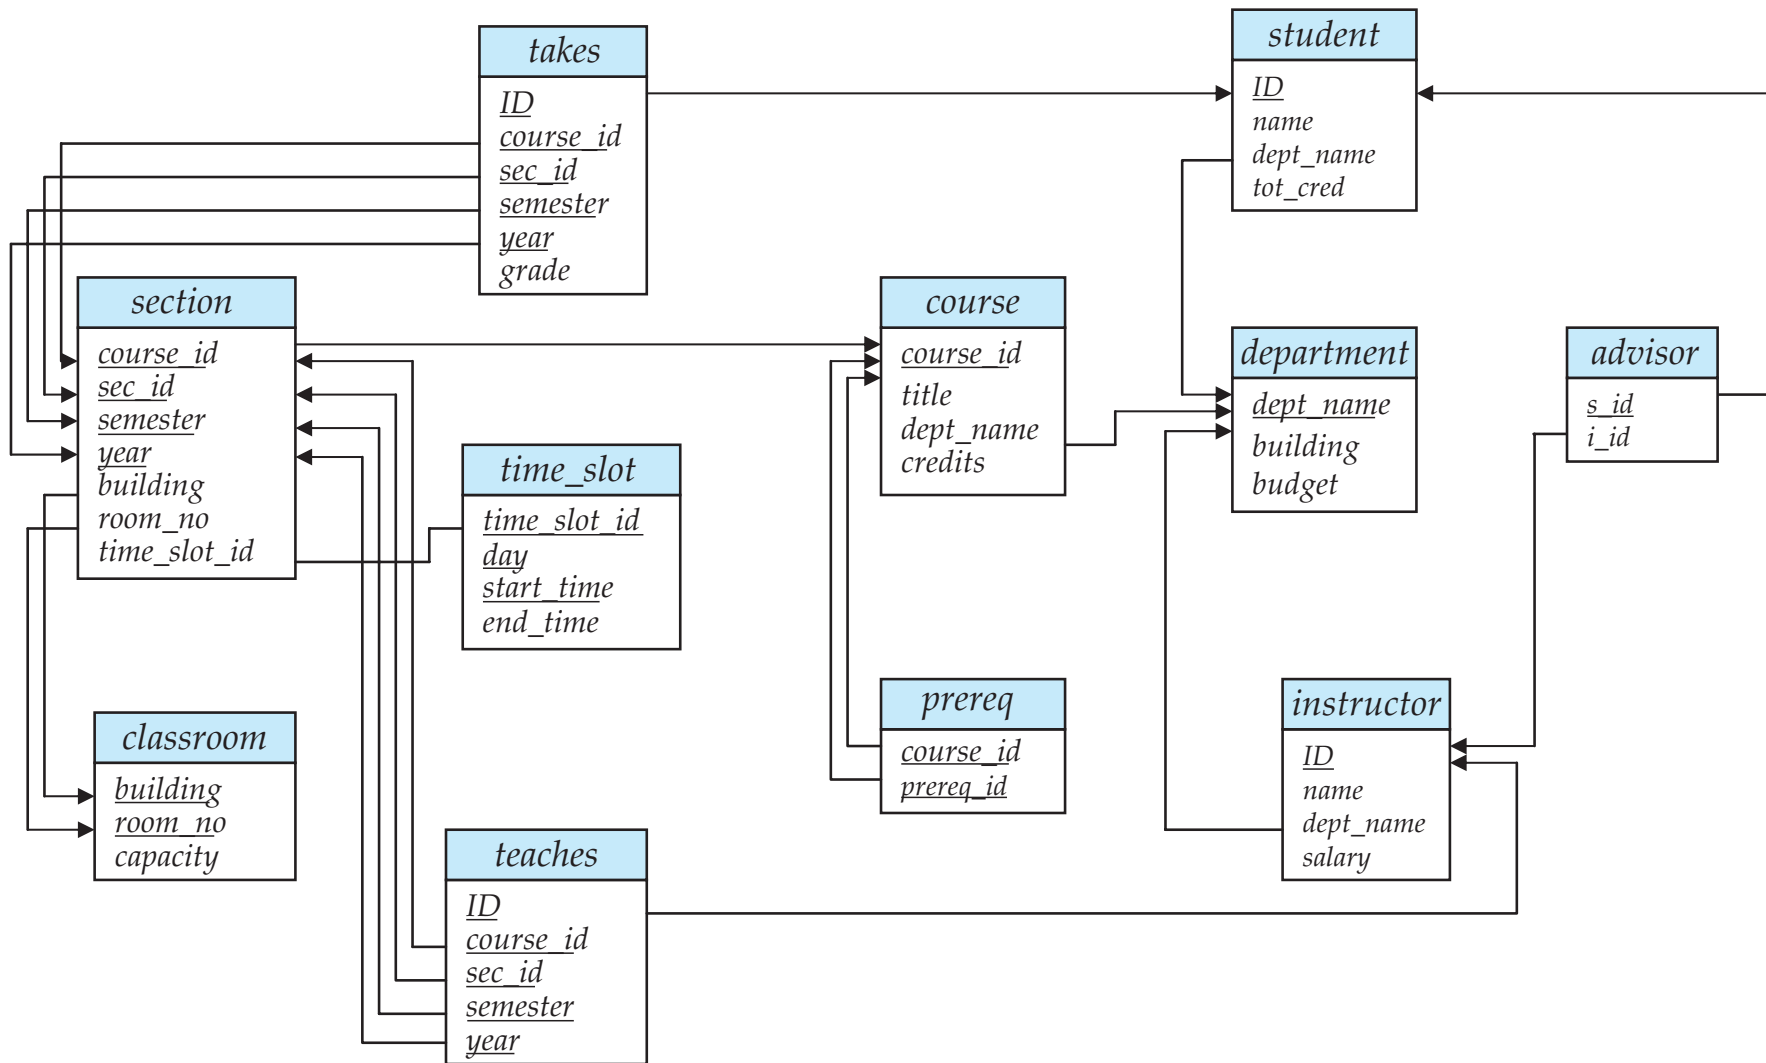 takes
ID
course_id
sec_id
semester
year
grade
student
ID
name
dept_name
tot_cred
section
course_id
sec_id
semester
year
building
room_no
time_slot_id
course
course_id
title
dept_name
credits
department
dept_name
building
budget
advisor
s_id
i_id
time_slot
time_slot_id
day
start_time
end_time
prereq
course_id
prereq_id
instructor
ID
name
dept_name
salary
classroom
building
room_no
capacity
teaches
ID
course_id
sec_id
semester
year